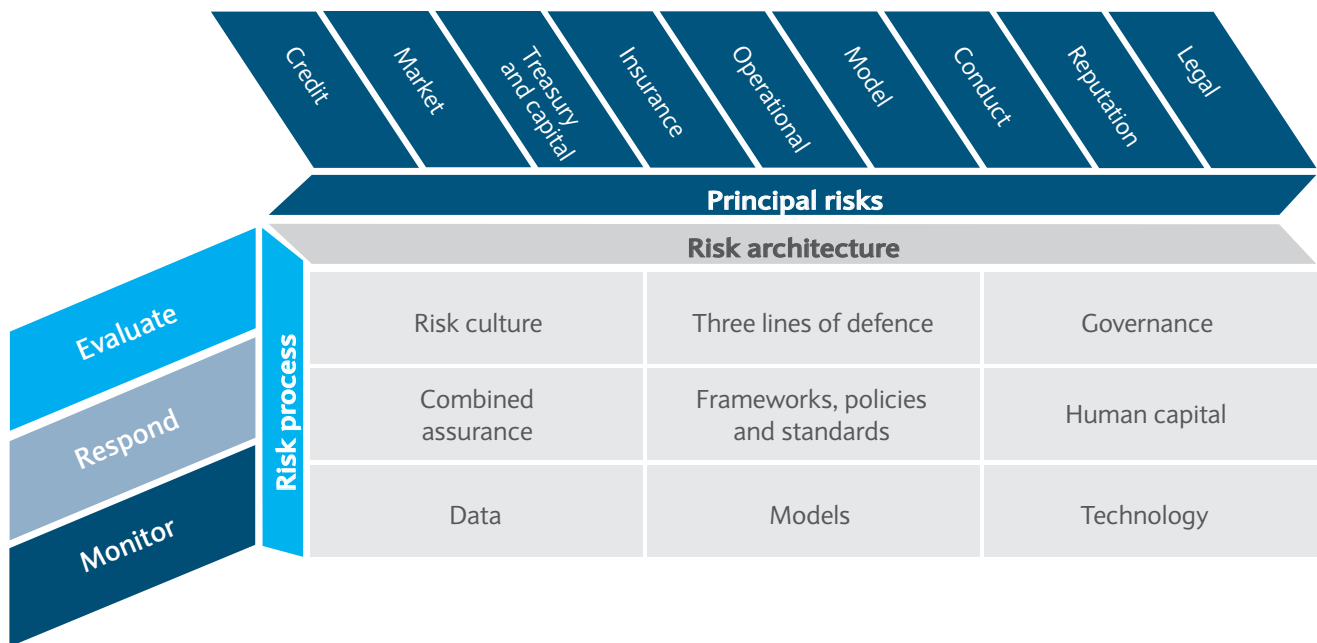 Credit
Market
Treasury
and capital
Insurance
Operational
Model
Conduct
Reputation
Legal
Principal risks
Risk architecture
Evaluate
Respond
Monitor
Risk process
Risk culture
Three lines of defence
Governance
Combined
assurance
Frameworks, policies
and standards
Human capital
Data
Models
Technology